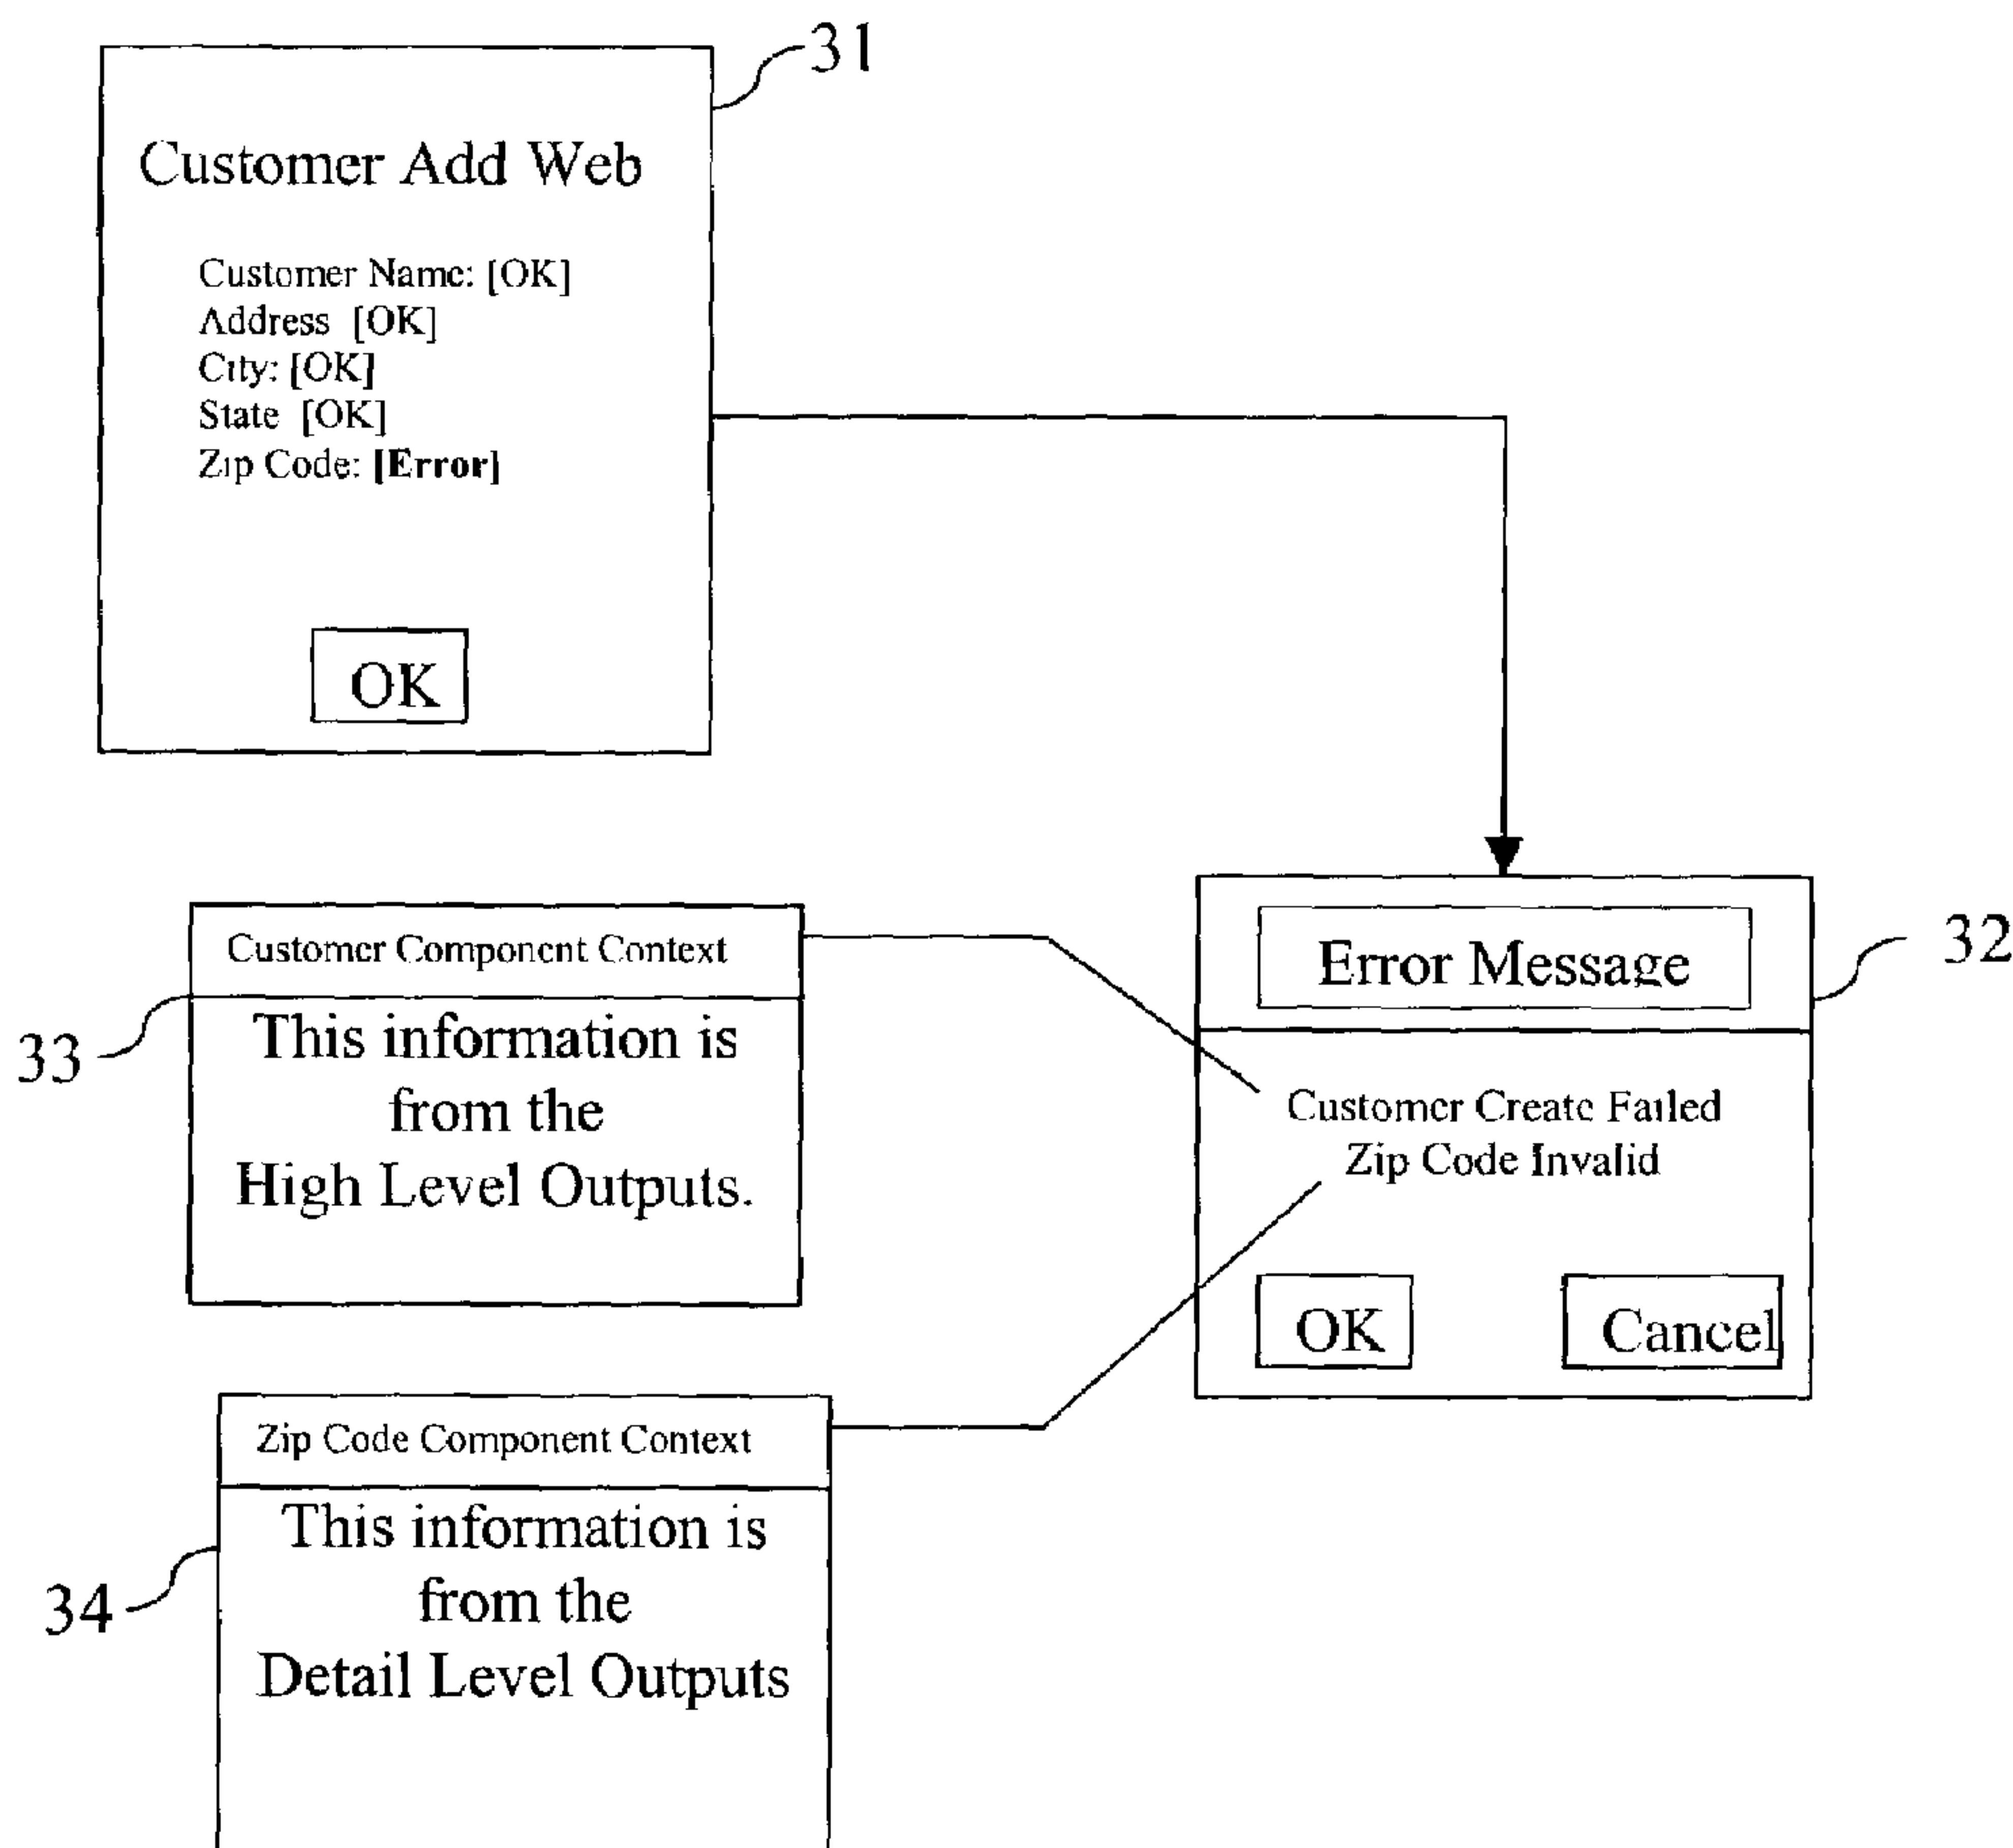 31
Customer Add Web
Customer Name: [OK]
Address [OK]
City: [OK]
State [OK]
Zip Code: [Error]
OK
Customer Component Context
33
This information is
from the
High Level Outputs.
Error Message
32
Customer Create Failed
Zip Code Invalid
OK
Cancel
Zip Code Component Context
34
This information is
from the
Detail Level Outputs